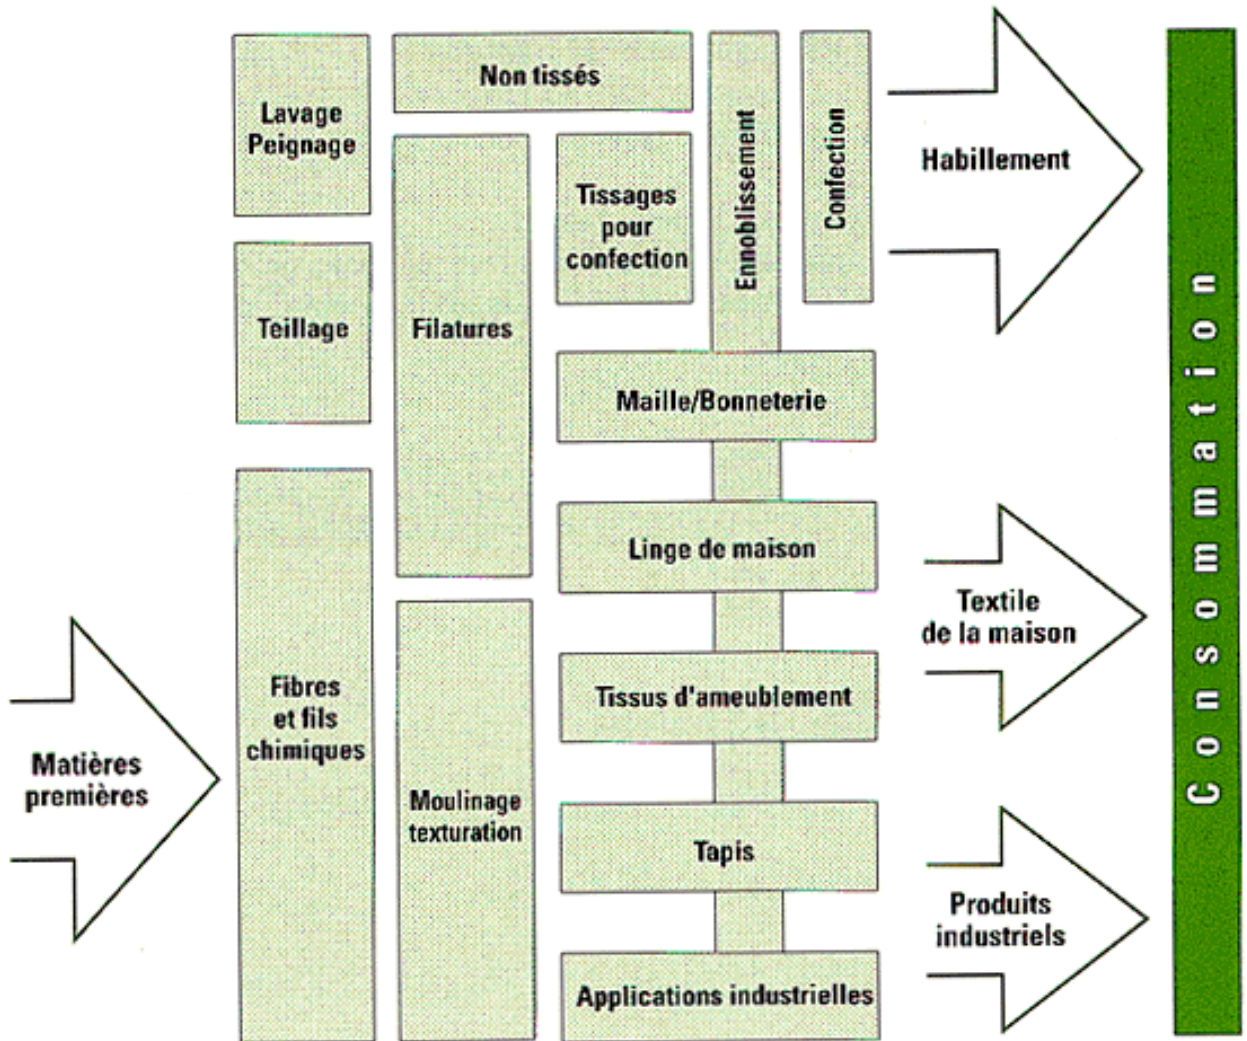 Lavage
Peignage
Non tissés
Ennoblissement
Confection
Habillement
Tissages
pour
confection
Teillage
Filatures
Maille/Bonneterie
Linge de maison
Textile
de la maison
Consommation
Fibres
et fils
chimiques
Tissus d'ameublement
Matières
premières
Moulinage
texturation
Tapis
Produits
industriels
Applications industrielles